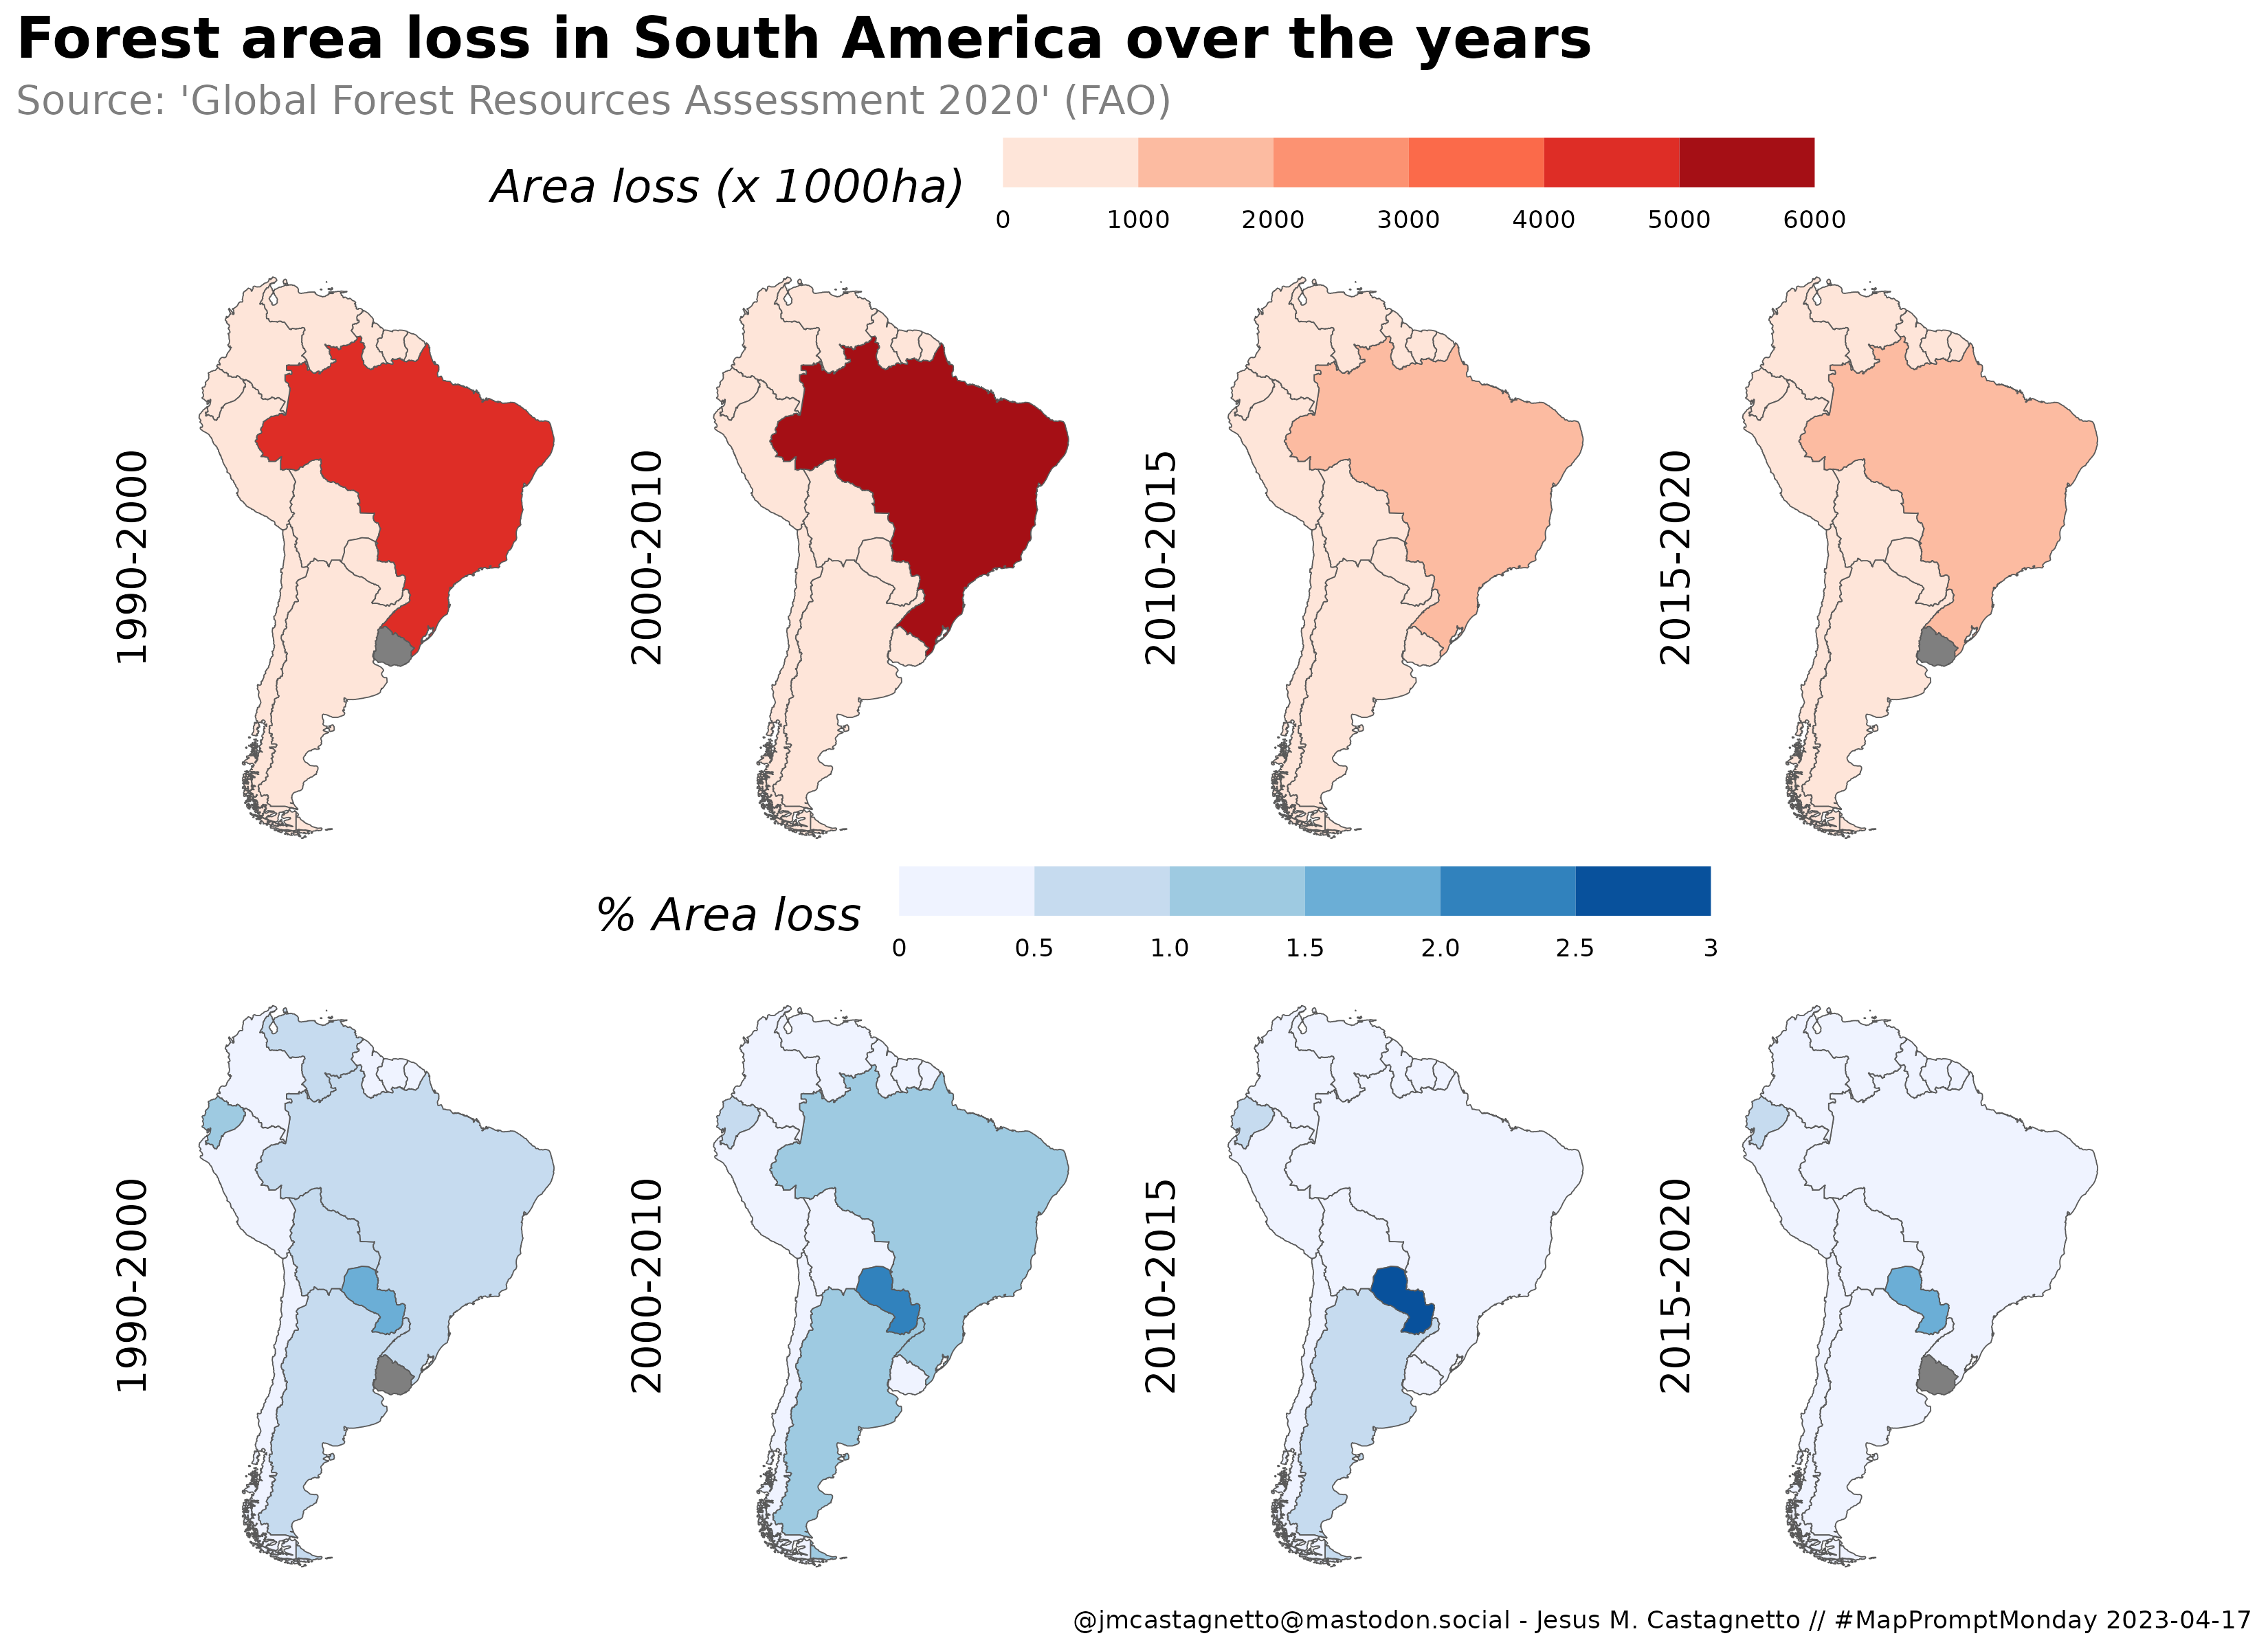 Forest area loss in South America over the years
Source: 'Global Forest Resources Assessment 2020' (FAO)
Area loss (x 1000ha)
0 1000 2000 3000 4000 5000 6000
1990-2000
2000-2010
2010-2015
2015-2020
% Area loss
0 0.5 1.0 1.5 2.0 2.5 3
1990-2000
2000-2010
2010-2015
2015-2020
@jmcastagnetto@mastodon.social - Jesus M. Castagnetto // #MapPromptMonday 2023-04-17